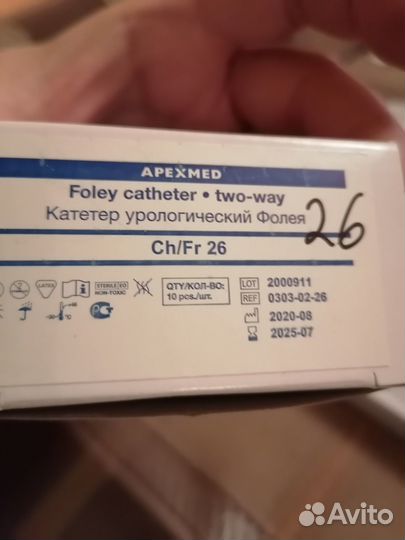 APEXMED
Foley catheter • two-way
Катетер урологический Фолея
26
Ch/Fr 26
LATEX
STERILE EO
NON-TOXIC
QTY/КОЛ-ВО:
10 pcs./шт.
LOT 2000911
REF 0303-02-26
2020-08
2025-07
Avito